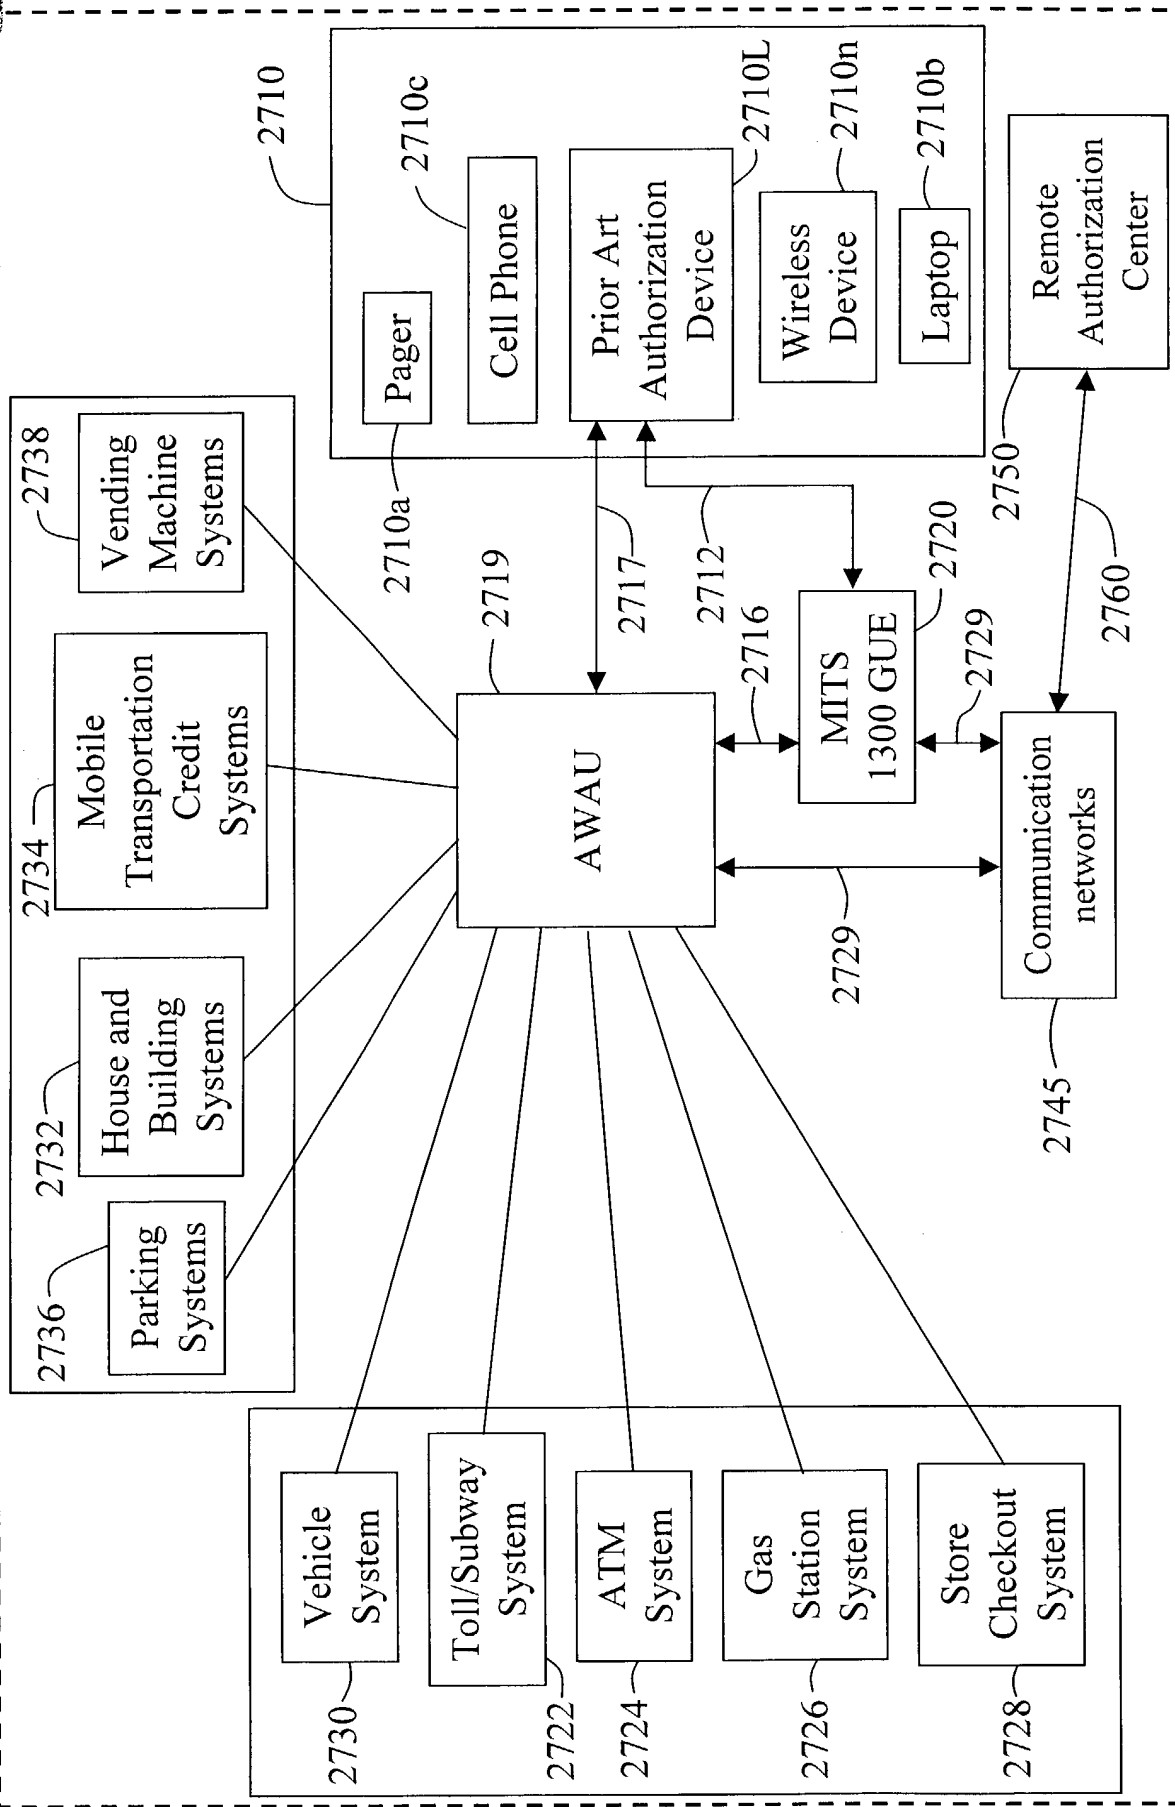 2730
Vehicle
System
2722
Toll/Subway
System
2724
ATM
System
2726
Gas
Station
System
2728
Store
Checkout
System
2736
Parking
Systems
2732
House and
Building
Systems
2734
Mobile
Transportation
Credit
Systems
2738
Vending
Machine
Systems
2719
AWAU
2717
2712
2716
MITS
1300 GUE
2720
2729
2729
2745
Communication
networks
2760
2750
Remote
Authorization
Center
2710
2710a
Pager
2710c
Cell Phone
Prior Art
Authorization
Device
2710L
Wireless
Device
2710n
Laptop
2710b